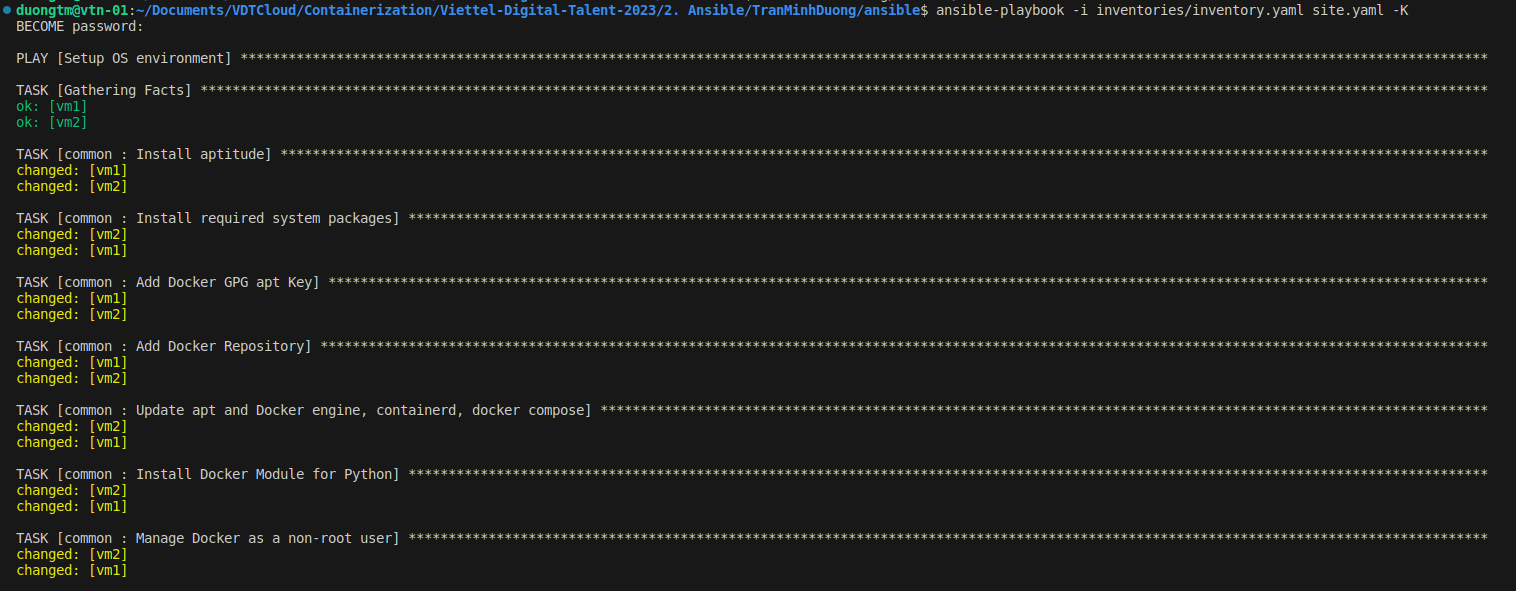 duongtm@vtn-01:~/Documents/VDTCloud/Containerization/Viettel-Digital-Talent-2023/2. Ansible/TranMinhDuong/ansible$ ansible-playbook -i inventories/inventory.yaml site.yaml -K
BECOME password:
PLAY [Setup OS environment] ************************************************************************************************************************************************************
TASK [Gathering Facts] *****************************************************************************************************************************************************************
ok: [vm1]
ok: [vm2]
TASK [common : Install aptitude] *******************************************************************************************************************************************************
changed: [vm1]
changed: [vm2]
TASK [common : Install required system packages] ***************************************************************************************************************************************
changed: [vm2]
changed: [vm1]
TASK [common : Add Docker GPG apt Key] *************************************************************************************************************************************************
changed: [vm1]
changed: [vm2]
TASK [common : Add Docker Repository] **************************************************************************************************************************************************
changed: [vm1]
changed: [vm2]
TASK [common : Update apt and Docker engine, containerd, docker compose] ***************************************************************************************************************
changed: [vm2]
changed: [vm1]
TASK [common : Install Docker Module for Python] ***************************************************************************************************************************************
changed: [vm2]
changed: [vm1]
TASK [common : Manage Docker as a non-root user] ***************************************************************************************************************************************
changed: [vm2]
changed: [vm1]